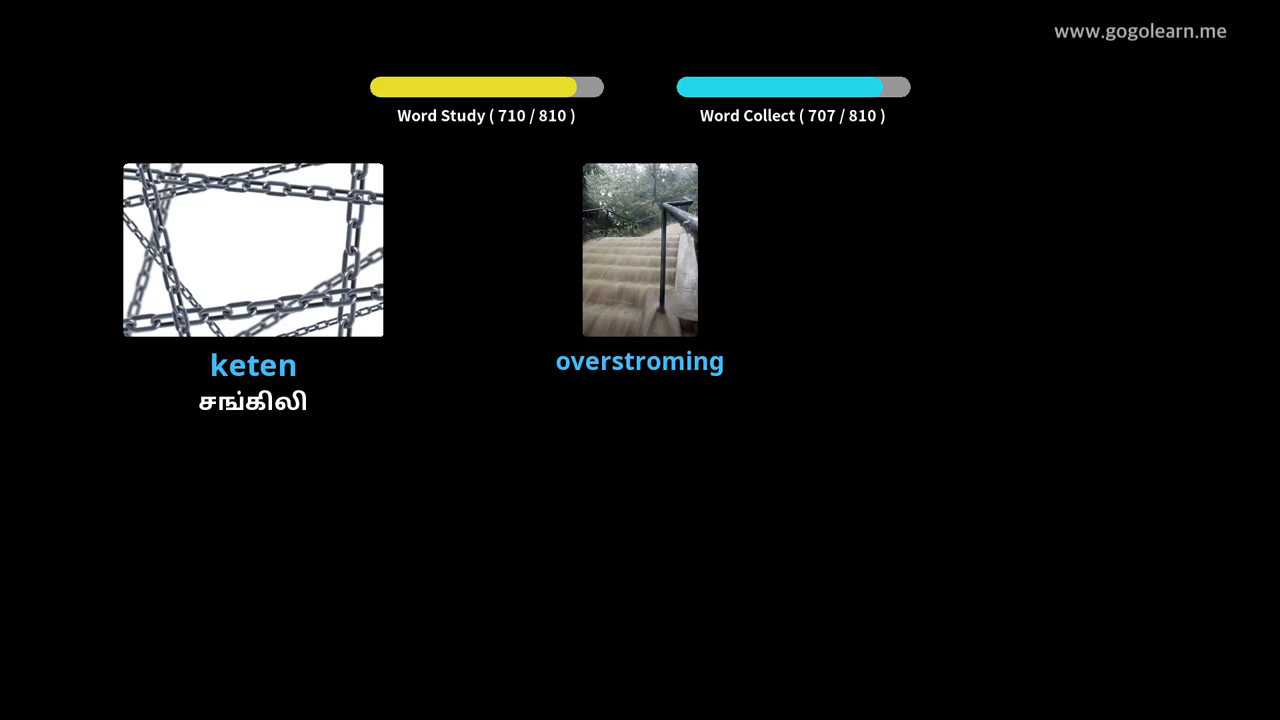 www.gogolearn.me
Word Study ( 710 / 810 )
Word Collect ( 707 / 810 )
keten
சங்கிலி
overstroming